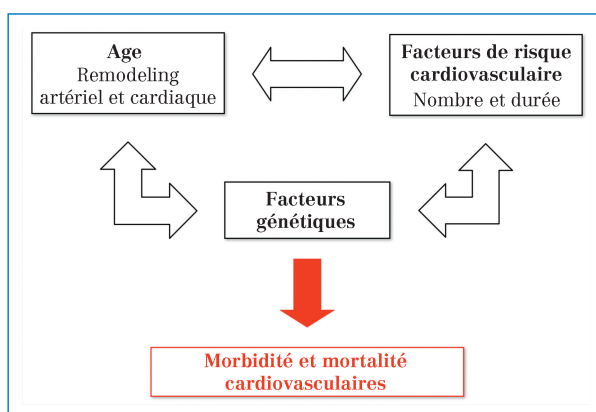 Age
Remodeling
artériel et cardiaque
Facteurs de risque
cardiovasculaire
Nombre et durée
Facteurs
génétiques
Morbidité et mortalité
cardiovasculaires